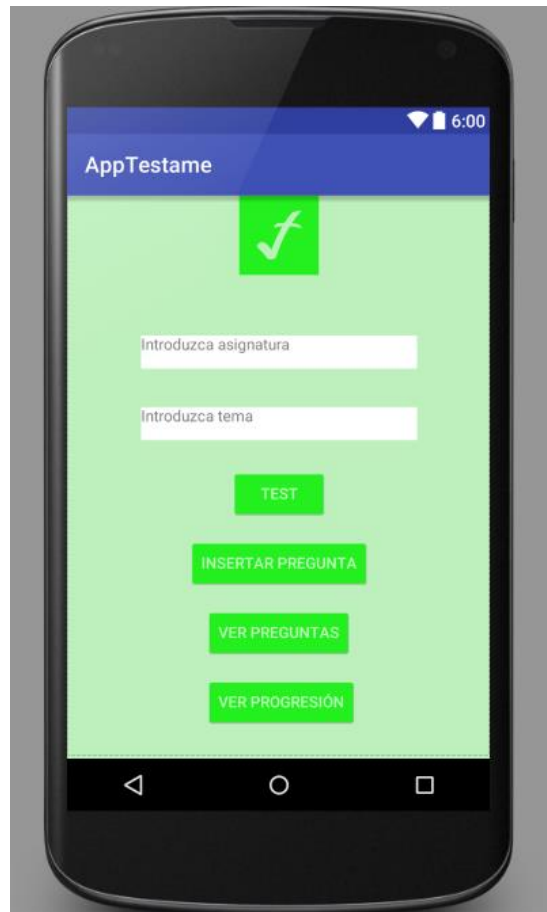 6:00
AppTestame
Introduzca asignatura
Introduzca tema
TEST
INSERTAR PREGUNTA
VER PREGUNTAS
VER PROGRESIÓN